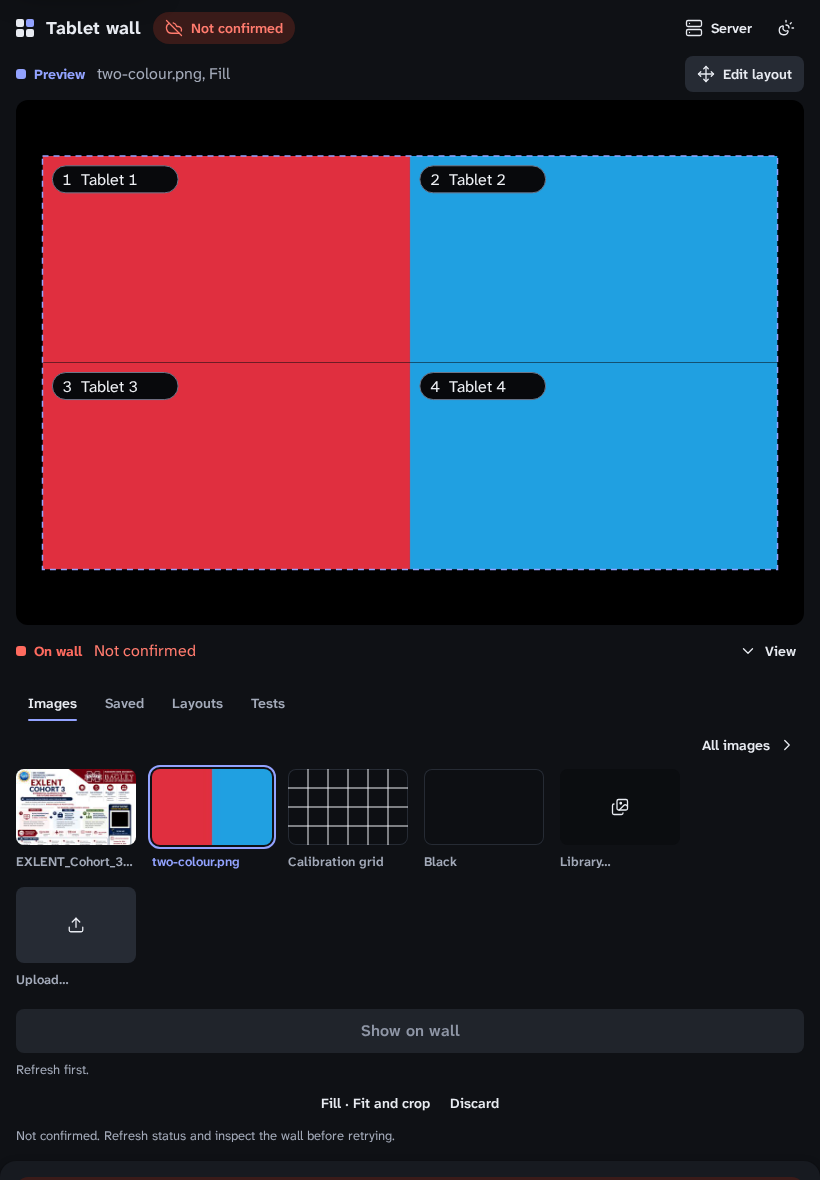 Tablet wall
Not confirmed
Server
Preview two-colour.png, Fill
Edit layout
1 Tablet 1
2 Tablet 2
3 Tablet 3
4 Tablet 4
On wall Not confirmed
View
Images Saved Layouts Tests
All images
EXLENT
COHORT 3
BAGLEY
EXLENT_Cohort_3...
two-colour.png
Calibration grid
Black
Library...
Upload...
Show on wall
Refresh first.
Fill · Fit and crop Discard
Not confirmed. Refresh status and inspect the wall before retrying.